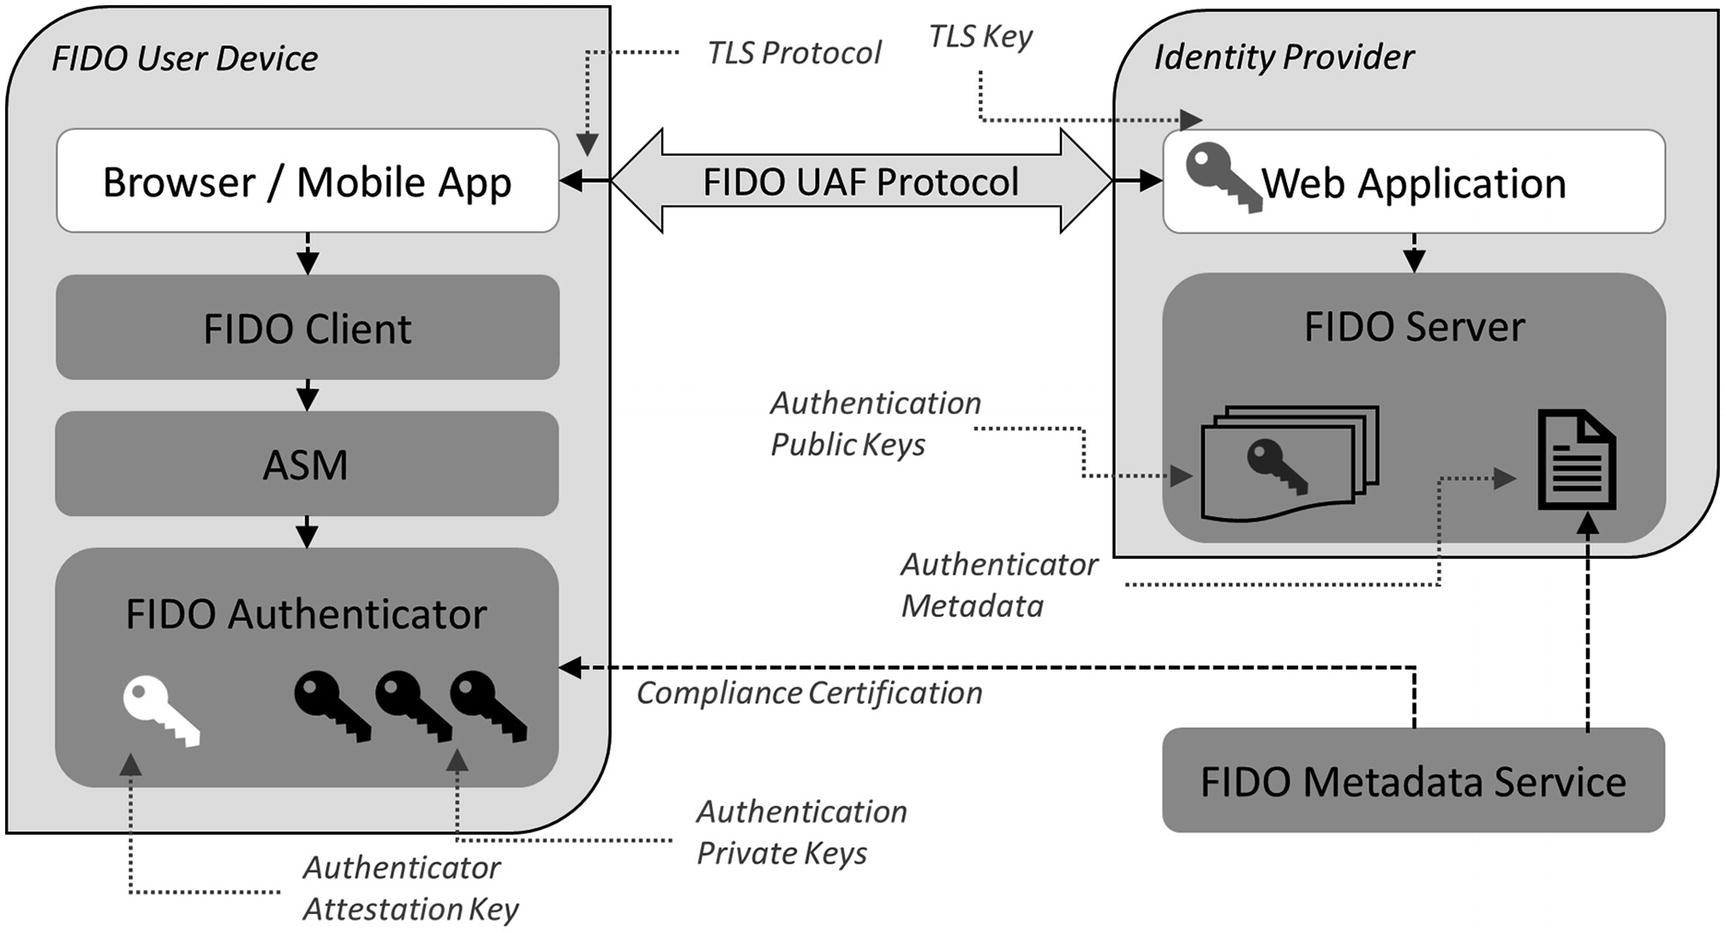 FIDO User Device
TLS Protocol
TLS Key
Identity Provider
Browser / Mobile App
FIDO UAF Protocol
Web Application
FIDO Client
FIDO Server
ASM
Authentication
Public Keys
Authenticator
Metadata
FIDO Authenticator
Compliance Certification
FIDO Metadata Service
Authentication
Private Keys
Authenticator
Attestation Key